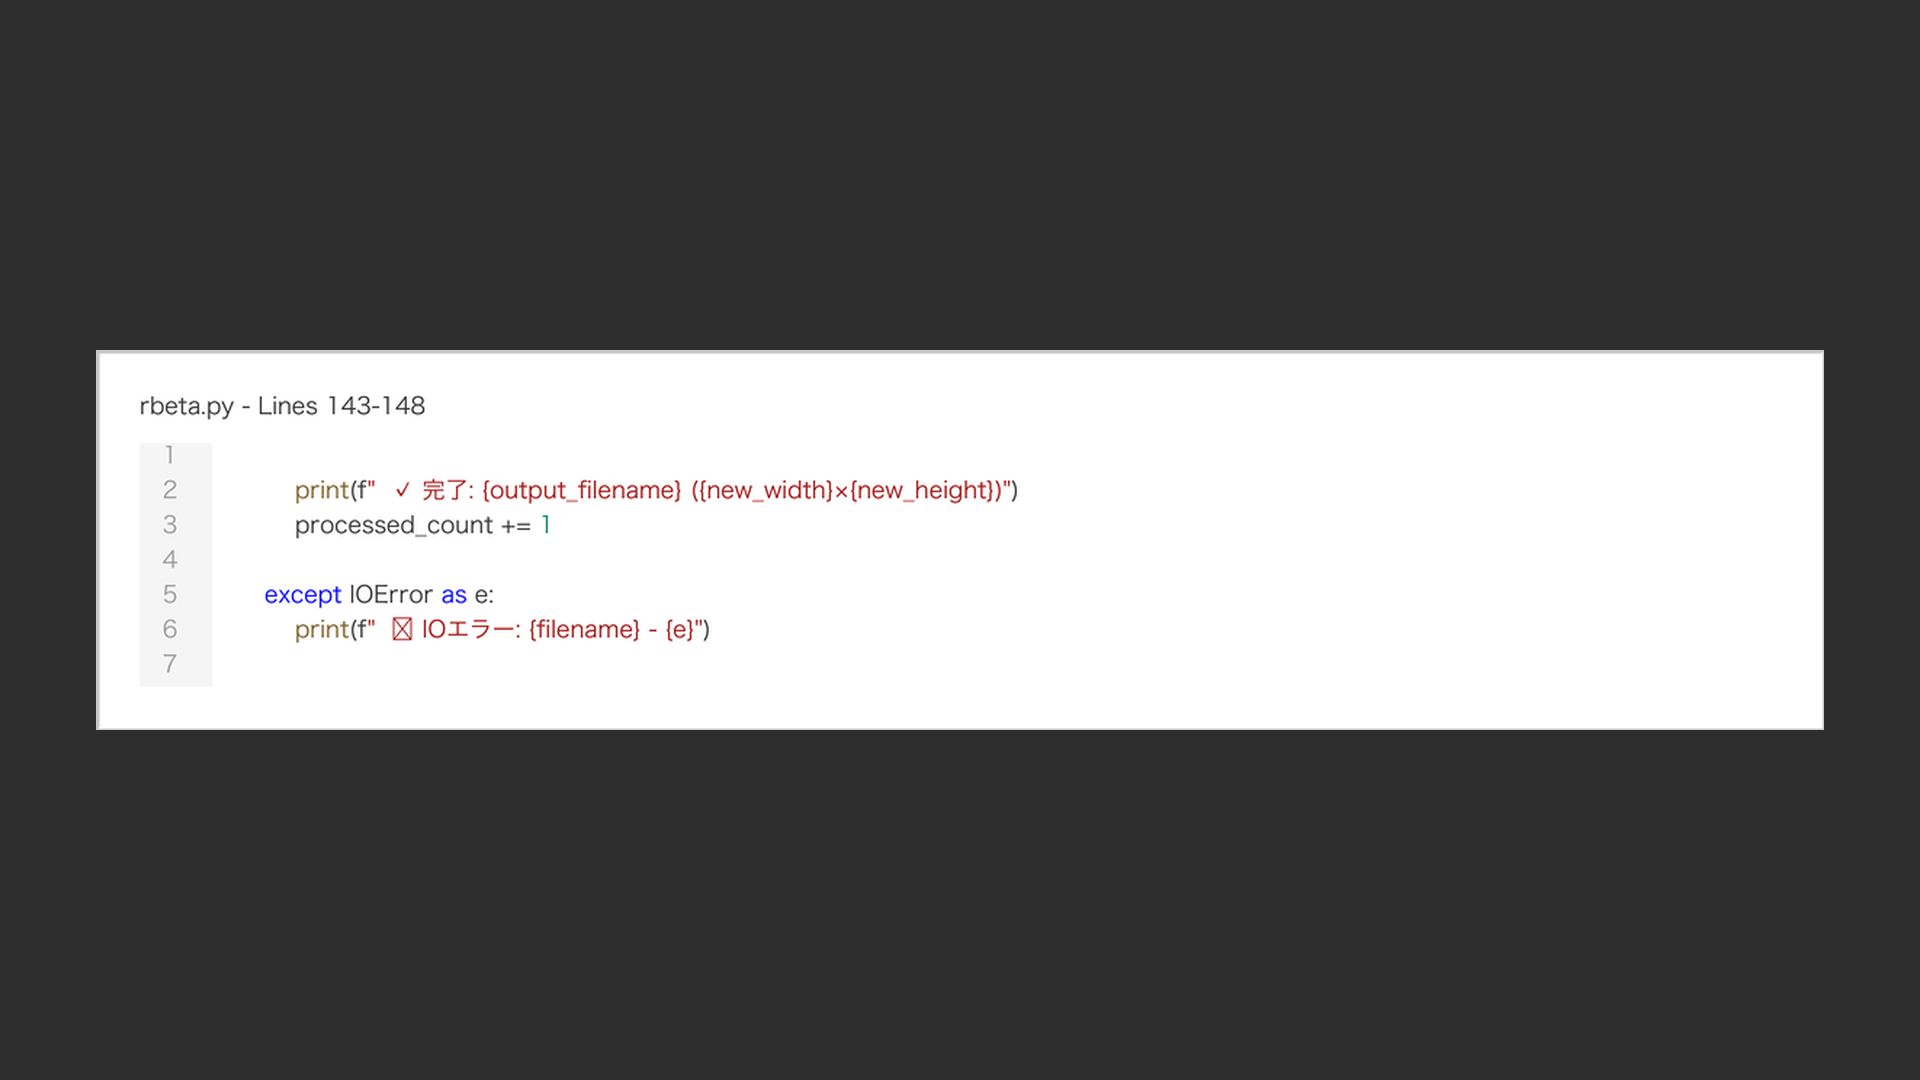 rbeta.py - Lines 143-148
1
2 print(f"  ✓ 完了: {output_filename} ({new_width}×{new_height})")
3 processed_count += 1
4
5 except IOError as e:
6 print(f"  IOエラー: {filename} - {e}")
7